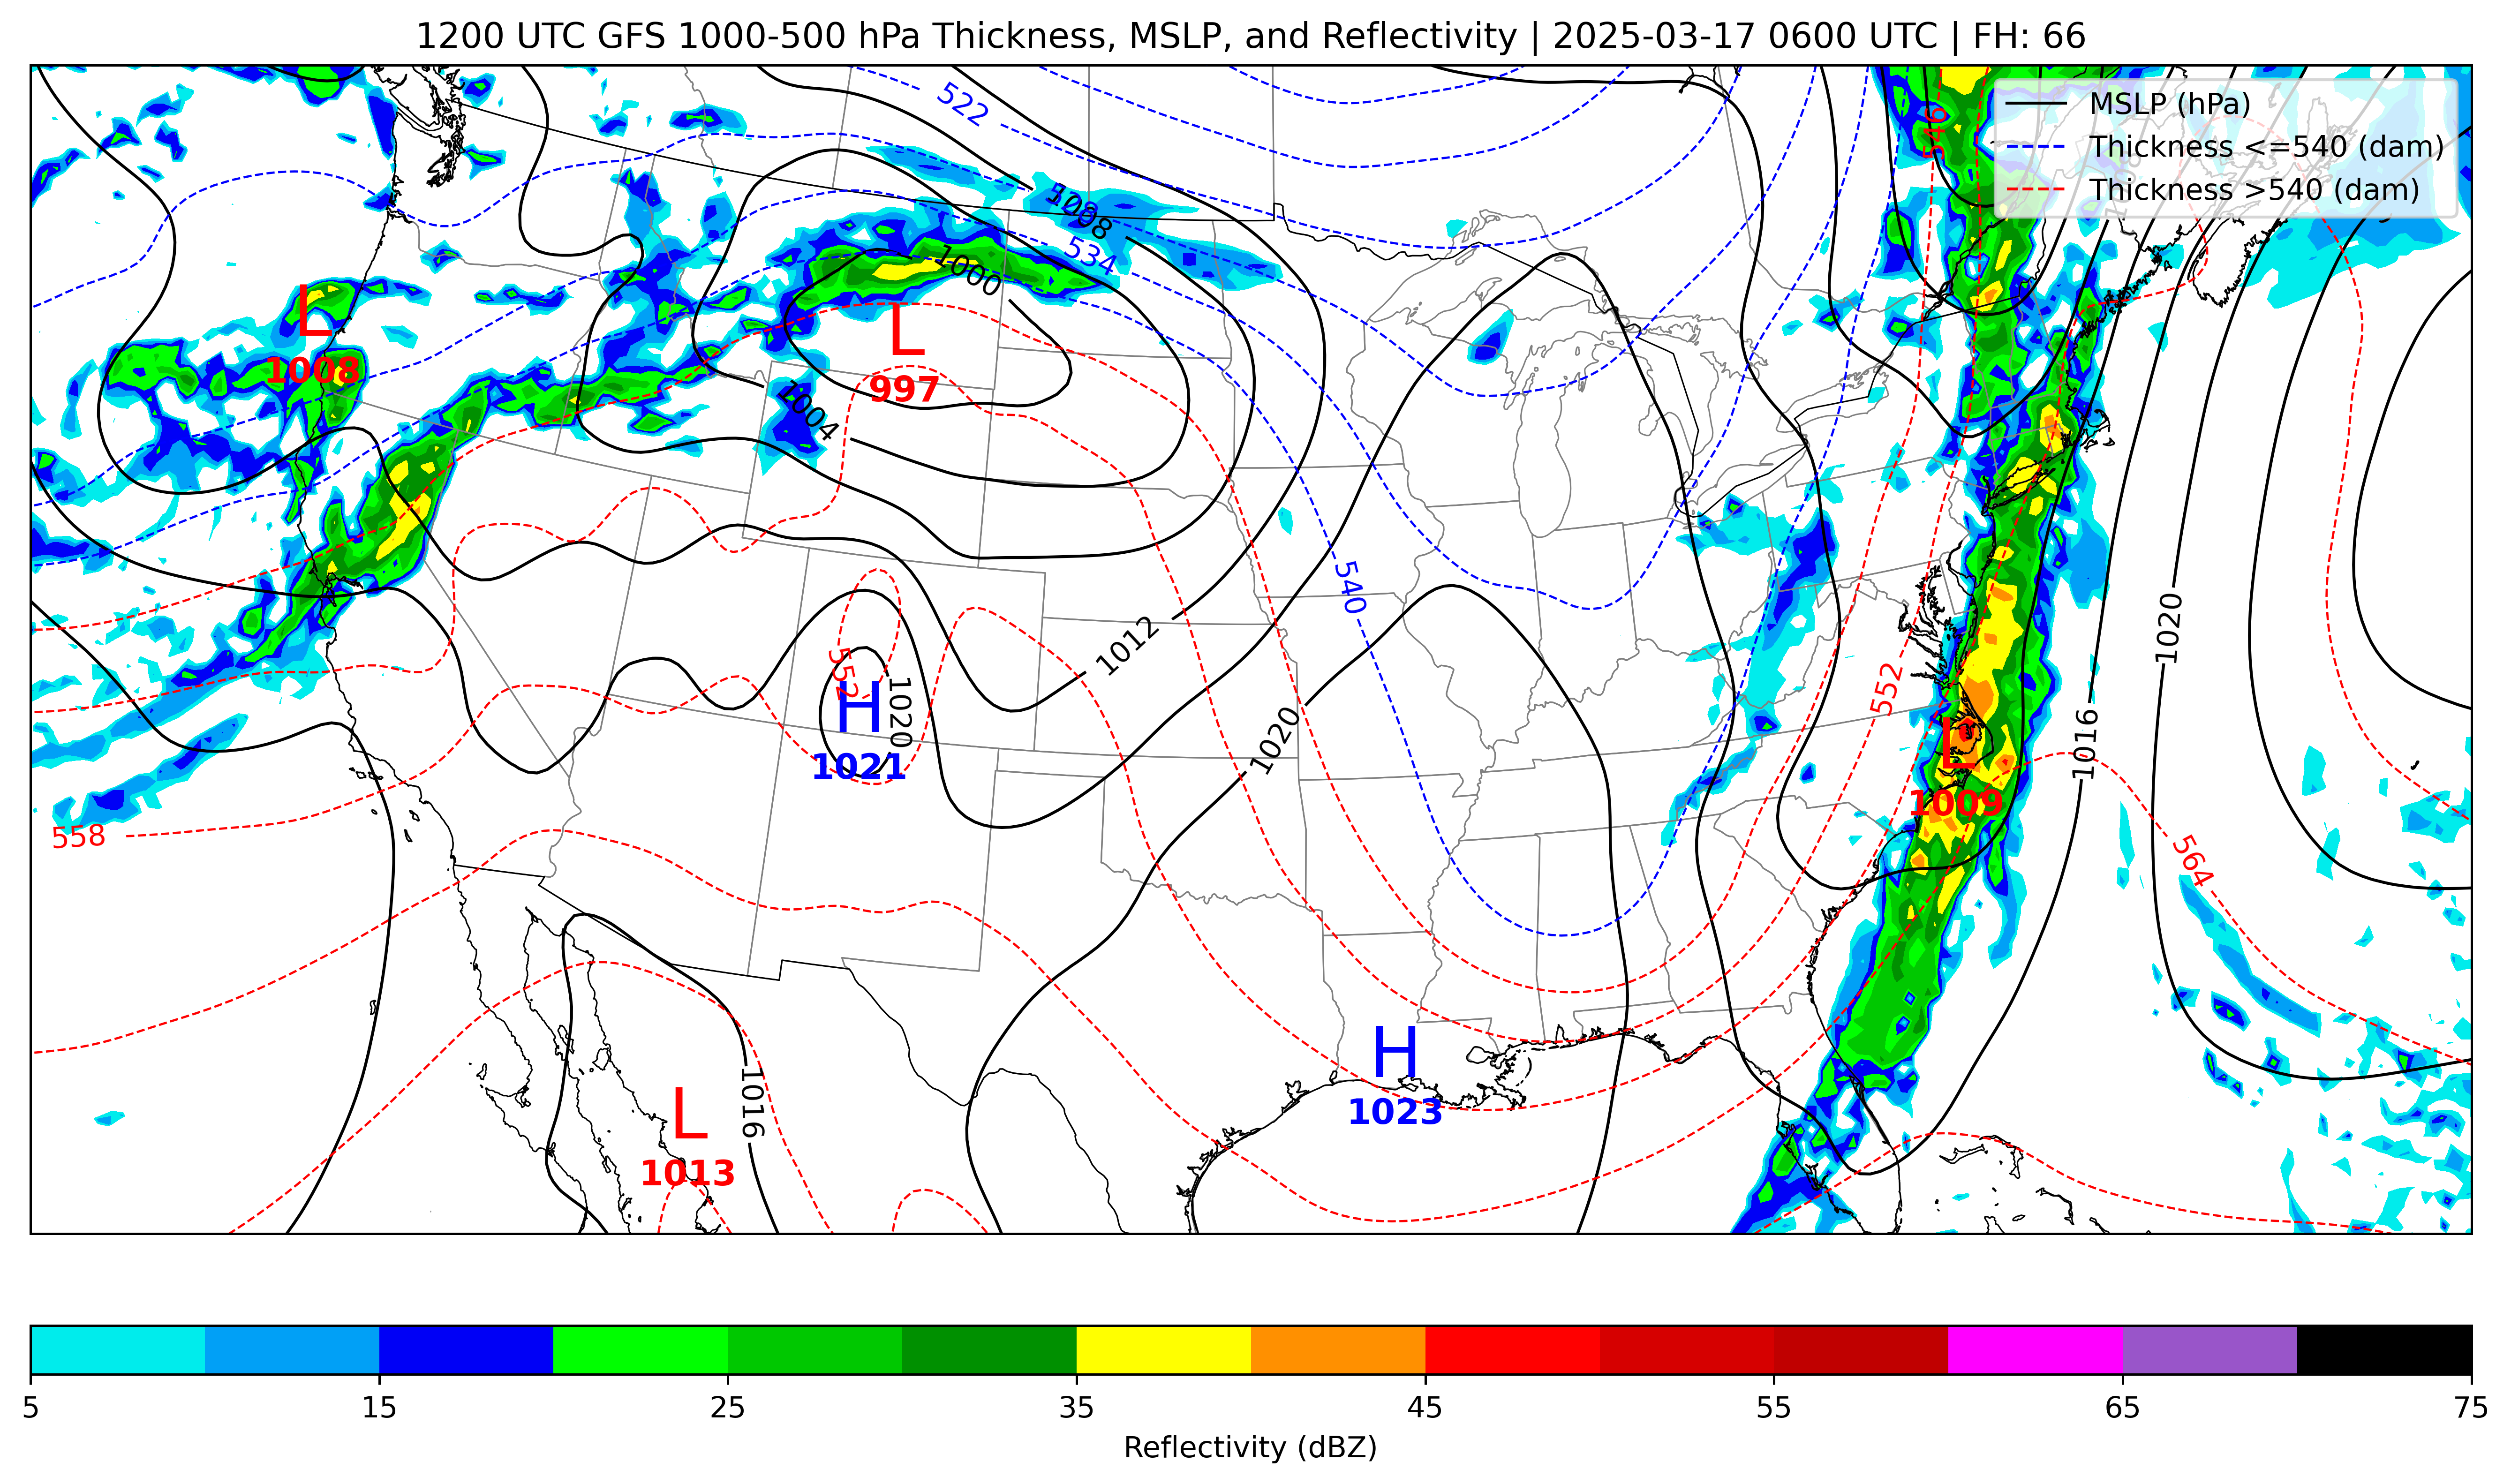 1200 UTC GFS 1000-500 hPa Thickness, MSLP, and Reflectivity | 2025-03-17 0600 UTC | FH: 66
MSLP (hPa)
Thickness <=540 (dam)
Thickness >540 (dam)
522
546
1008
534
1000
L
1008
L
997
1004
540
1012
1020
552
H
1021
1020
1020
552
1016
L
1009
558
564
H
1023
1016
L
1013
5
15
25
35
45
55
65
75
Reflectivity (dBZ)